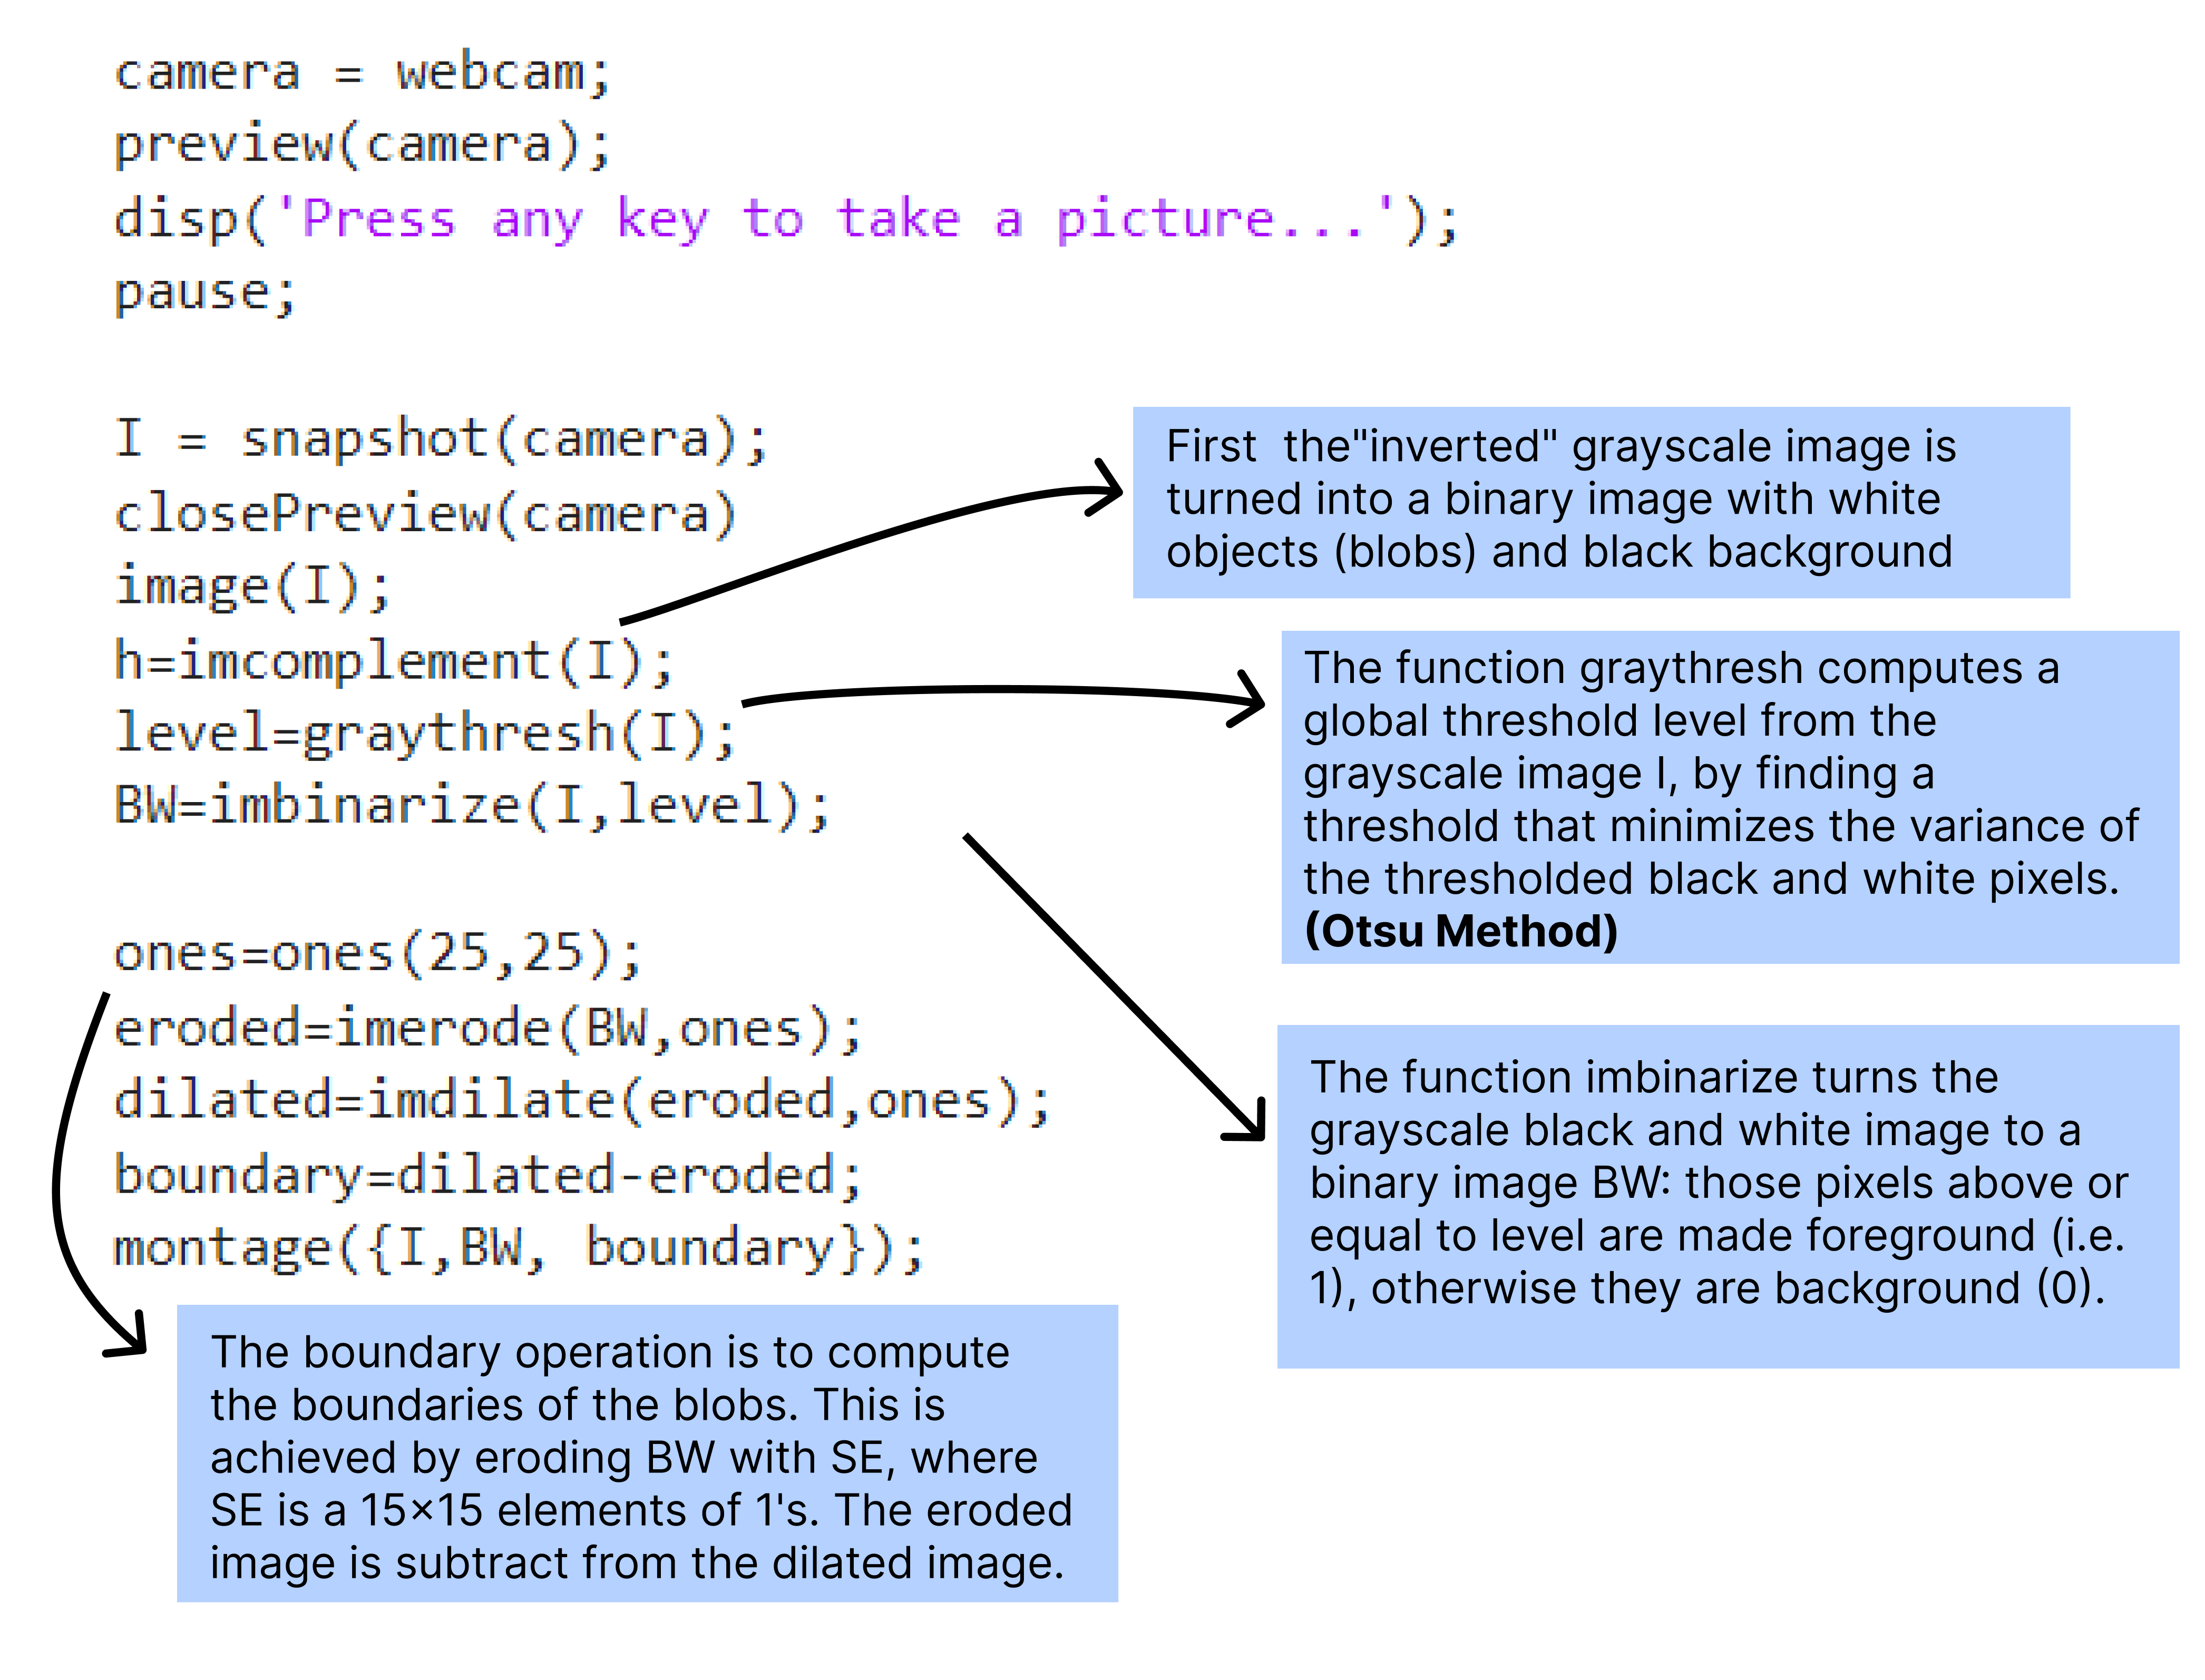 camera = webcam;
preview(camera);
disp('Press any key to take a picture...');
pause;
I = snapshot(camera);
closePreview(camera)
image(I);
h=imcomplement(I);
level=graythresh(I);
BW=imbinarize(I,level);
ones=ones(25,25);
eroded=imerode(BW,ones);
dilated=imdilate(eroded,ones);
boundary=dilated-eroded;
montage({I,BW, boundary});
First  the"inverted" grayscale image is
turned into a binary image with white
objects (blobs) and black background
The function graythresh computes a
global threshold level from the
grayscale image I, by finding a
threshold that minimizes the variance of
the thresholded black and white pixels.
(Otsu Method)
The function imbinarize turns the
grayscale black and white image to a
binary image BW: those pixels above or
equal to level are made foreground (i.e.
1), otherwise they are background (0).
The boundary operation is to compute
the boundaries of the blobs. This is
achieved by eroding BW with SE, where
SE is a 15×15 elements of 1's. The eroded
image is subtract from the dilated image.